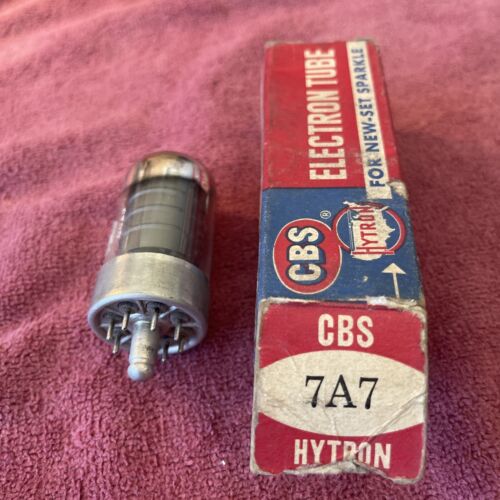 ELECTRON TUBE
FOR NEW-SET SPARKLE
CBS®
HYTRON
CBS
7A7
HYTRON